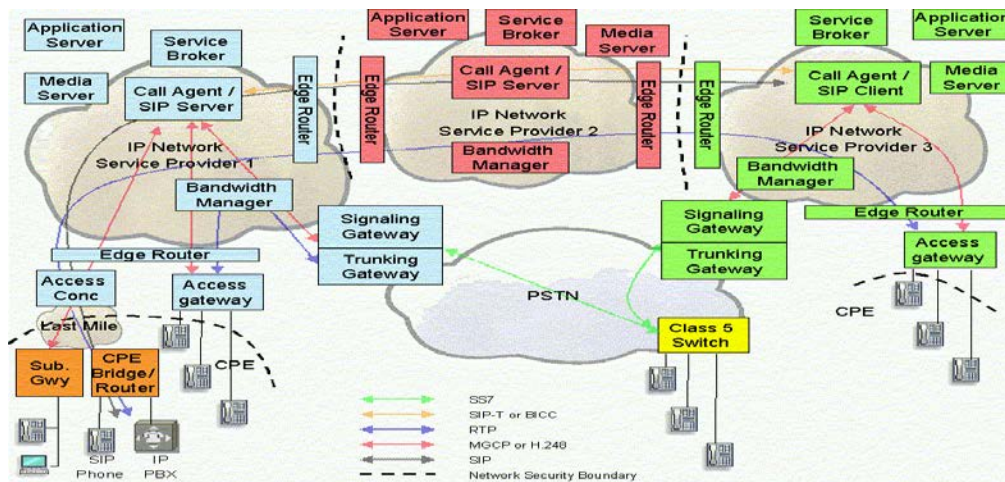 Application
Server
Service
Broker
Media
Server
Call Agent /
SIP Server
IP Network
Service Provider 1
Bandwidth
Manager
Edge Router
Edge Router
Access
Conc
Access
gateway
Last Mile
Sub.
Gwy
CPE
Bridge/
Router
CPE
SIP
Phone
IP
PBX
Application
Server
Service
Broker
Media
Server
Edge Router
Call Agent /
SIP Server
IP Network
Service Provider 2
Bandwidth
Manager
Edge Router
Signaling
Gateway
Trunking
Gateway
PSTN
Signaling
Gateway
Trunking
Gateway
Class 5
Switch
Service
Broker
Application
Server
Edge Router
Call Agent /
SIP Client
Media
Server
IP Network
Service Provider 3
Bandwidth
Manager
Edge Router
Access
gateway
CPE
SS7
SIP-T or BICC
RTP
MGCP or H.248
SIP
Network Security Boundary